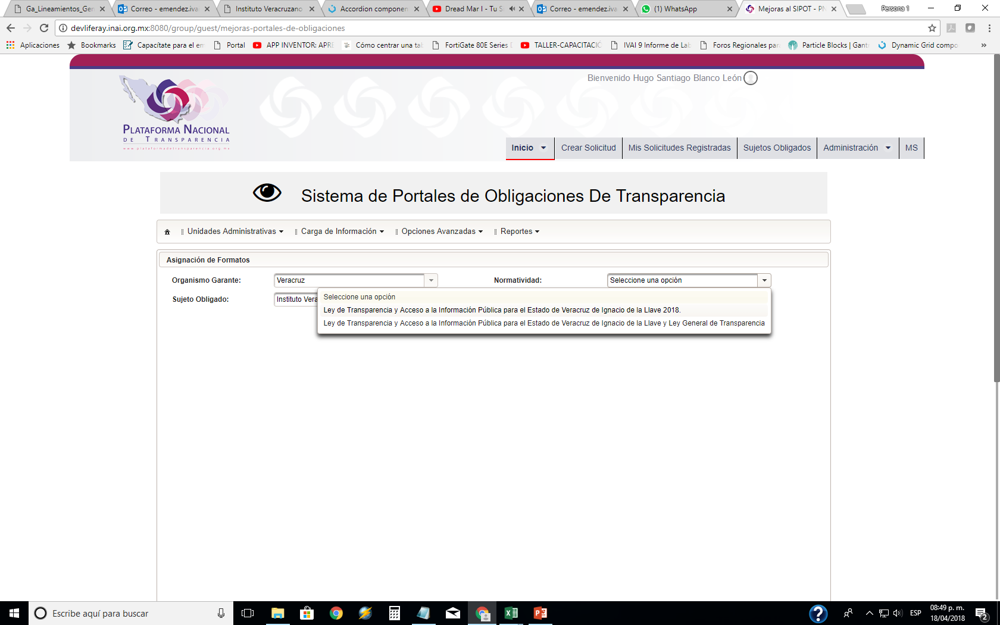 Ga_Lineamientos_Gen
Correo - emendez.iva
Instituto Veracruzano
Accordion componen
Dread Mar I - Tu S
Correo - emendez.iva
(1) WhatsApp
Mejoras al SIPOT - PN
Persona 1
devliferay.inai.org.mx:8080/group/guest/mejoras-portales-de-obligaciones
Aplicaciones
Bookmarks
Capacítate para el em
Portal
APP INVENTOR: APRE
Cómo centrar una tab
FortiGate 80E Series D
TALLER-CAPACITACIÓ
IVAI 9 Informe de Lab
Foros Regionales par
Particle Blocks | Gant
Dynamic Grid compo
»
Bienvenido Hugo Santiago Blanco León
PLATAFORMA NACIONAL
DE TRANSPARENCIA
www.plataformadetransparencia.org.mx
Inicio
Crear Solicitud
Mis Solicitudes Registradas
Sujetos Obligados
Administración
MS
Sistema de Portales de Obligaciones De Transparencia
Unidades Administrativas
Carga de Información
Opciones Avanzadas
Reportes
Asignación de Formatos
Organismo Garante:
Veracruz
Normatividad:
Seleccione una opción
Sujeto Obligado:
Instituto Vera
Seleccione una opción
Ley de Transparencia y Acceso a la Información Pública para el Estado de Veracruz de Ignacio de la Llave 2018.
Ley de Transparencia y Acceso a la Información Pública para el Estado de Veracruz de Ignacio de la Llave y Ley General de Transparencia
Escribe aquí para buscar
ESP
08:49 p. m.
18/04/2018
2